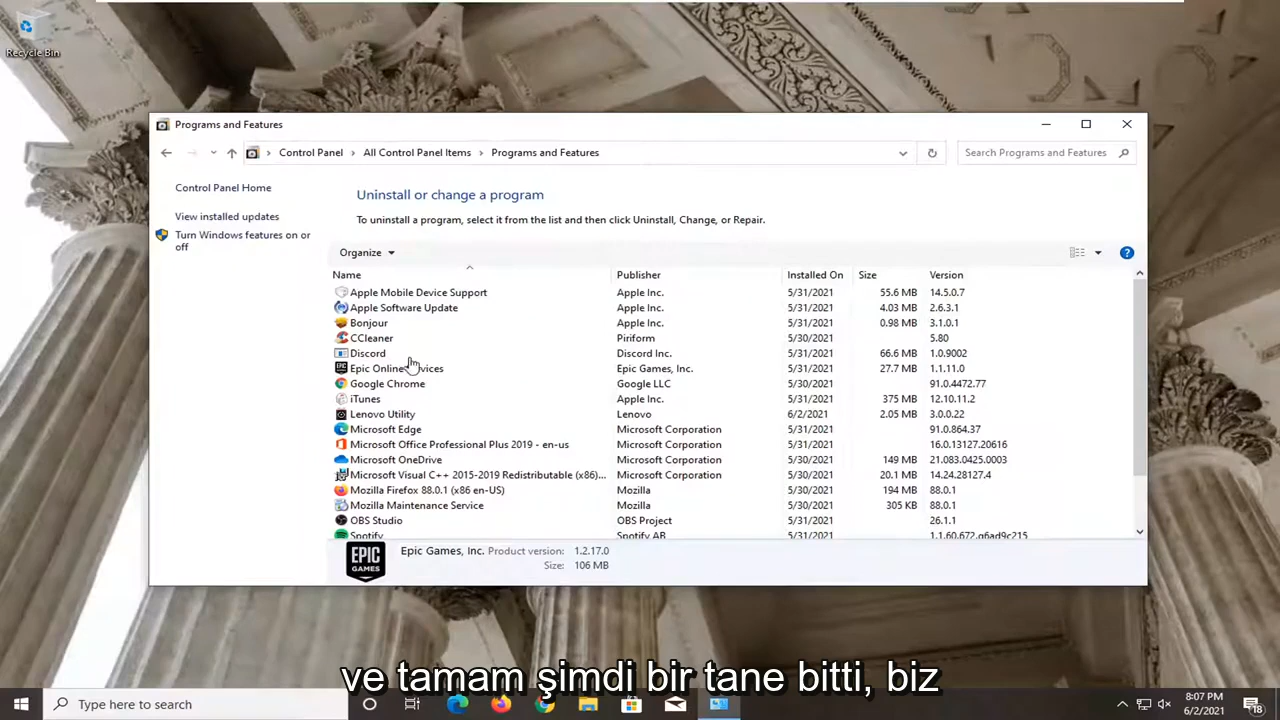 Recycle Bin
Programs and Features
Control Panel > All Control Panel Items > Programs and Features
Search Programs and Features
Control Panel Home
View installed updates
Turn Windows features on or
off
Uninstall or change a program
To uninstall a program, select it from the list and then click Uninstall, Change, or Repair.
Organize
Name Publisher Installed On Size Version
Apple Mobile Device Support Apple Inc. 5/31/2021 55.6 MB 14.5.0.7
Apple Software Update Apple Inc. 5/31/2021 4.03 MB 2.6.3.1
Bonjour Apple Inc. 5/31/2021 0.98 MB 3.1.0.1
CCleaner Piriform 5/30/2021 5.80
Discord Discord Inc. 5/31/2021 66.6 MB 1.0.9002
Epic Online Services Epic Games, Inc. 5/31/2021 27.7 MB 1.1.11.0
Google Chrome Google LLC 5/30/2021 91.0.4472.77
iTunes Apple Inc. 5/31/2021 375 MB 12.10.11.2
Lenovo Utility Lenovo 6/2/2021 2.05 MB 3.0.0.22
Microsoft Edge Microsoft Corporation 5/31/2021 91.0.864.37
Microsoft Office Professional Plus 2019 - en-us Microsoft Corporation 5/30/2021 16.0.13127.20616
Microsoft OneDrive Microsoft Corporation 5/30/2021 149 MB 21.083.0425.0003
Microsoft Visual C++ 2015-2019 Redistributable (x86)... Microsoft Corporation 5/30/2021 20.1 MB 14.24.28127.4
Mozilla Firefox 88.0.1 (x86 en-US) Mozilla 5/30/2021 194 MB 88.0.1
Mozilla Maintenance Service Mozilla 5/30/2021 305 KB 88.0.1
OBS Studio OBS Project 5/31/2021 26.1.1
Spotify Spotify AB 5/31/2021 1.1.60.672.g6ad9c215
EPIC GAMES
Epic Games, Inc. Product version: 1.2.17.0
Size: 106 MB
ve tamam şimdi bir tane bitti, biz
Type here to search
8:07 PM
6/2/2021
18